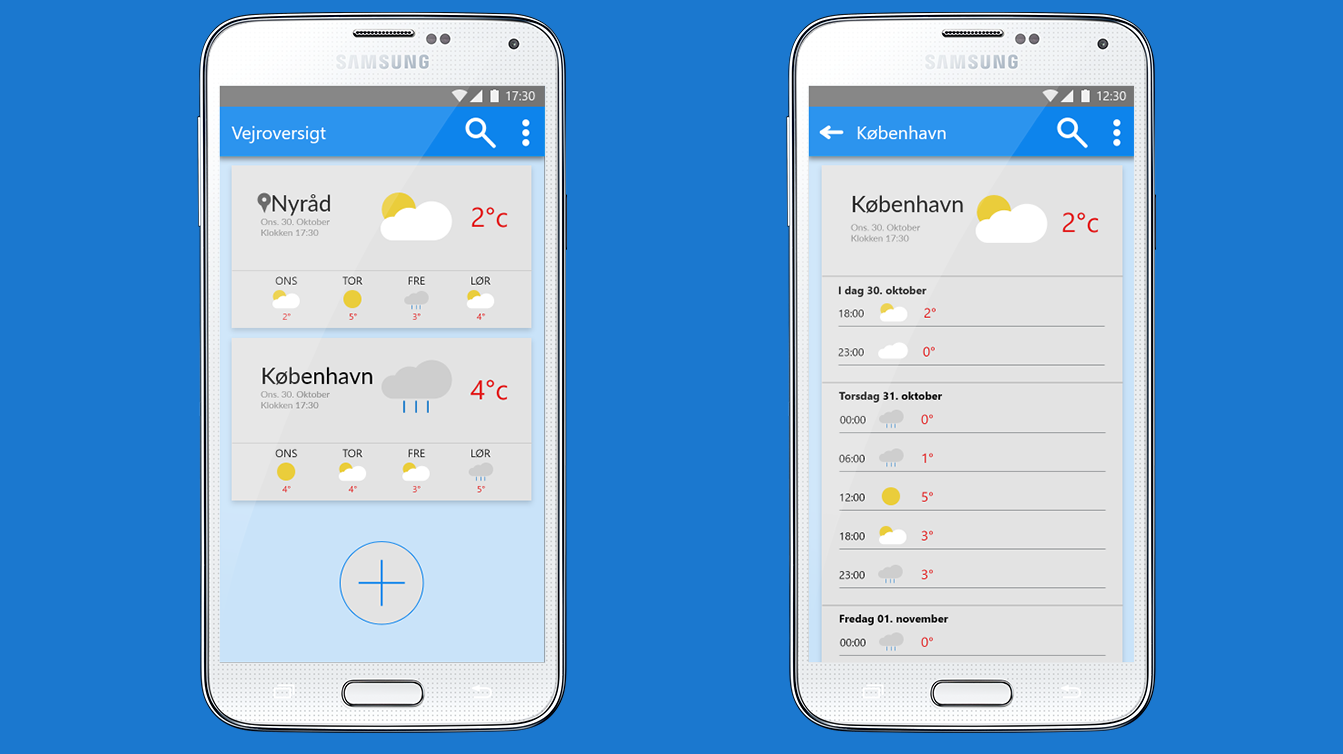 SAMSUNG
17:30
Vejroversigt
Nyråd
Ons. 30. Oktober
Klokken 17:30
2°c
ONS TOR FRE LØR
2° 5° 3° 4°
København
Ons. 30. Oktober
Klokken 17:30
4°c
ONS TOR FRE LØR
4° 4° 3° 5°
SAMSUNG
12:30
København
København
Ons. 30. Oktober
Klokken 17:30
2°c
I dag 30. oktober
18:00 2°
23:00 0°
Torsdag 31. oktober
00:00 0°
06:00 1°
12:00 5°
18:00 3°
23:00 3°
Fredag 01. november
00:00 0°